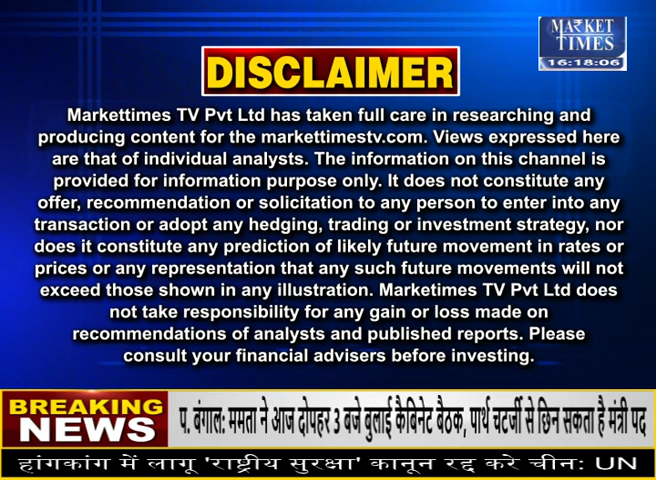 MARKET
TIMES
16:18:06
DISCLAIMER
Markettimes TV Pvt Ltd has taken full care in researching and
producing content for the markettimestv.com. Views expressed here
are that of individual analysts. The information on this channel is
provided for information purpose only. It does not constitute any
offer, recommendation or solicitation to any person to enter into any
transaction or adopt any hedging, trading or investment strategy, nor
does it constitute any prediction of likely future movement in rates or
prices or any representation that any such future movements will not
exceed those shown in any illustration. Marketimes TV Pvt Ltd does
not take responsibility for any gain or loss made on
recommendations of analysts and published reports. Please
consult your financial advisers before investing.
BREAKING
NEWS
प. बंगाल: ममता ने आज दोपहर 3 बजे बुलाई कैबिनेट बैठक, पार्थ चटर्जी से छिन सकता है मंत्री पद
हांगकांग में लागू 'राष्ट्रीय सुरक्षा' कानून रद्द करे चीन: UN